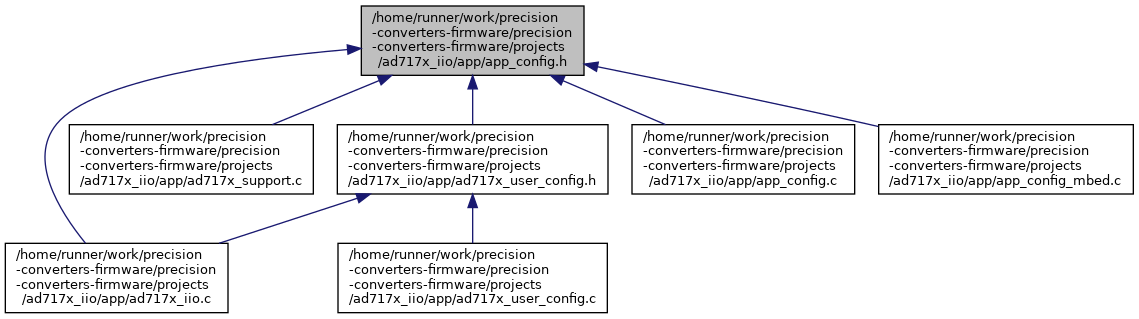 /home/runner/work/precision
-converters-firmware/precision
-converters-firmware/projects
/ad717x_iio/app/app_config.h
/home/runner/work/precision
-converters-firmware/precision
-converters-firmware/projects
/ad717x_iio/app/ad717x_support.c
/home/runner/work/precision
-converters-firmware/precision
-converters-firmware/projects
/ad717x_iio/app/ad717x_user_config.h
/home/runner/work/precision
-converters-firmware/precision
-converters-firmware/projects
/ad717x_iio/app/app_config.c
/home/runner/work/precision
-converters-firmware/precision
-converters-firmware/projects
/ad717x_iio/app/app_config_mbed.c
/home/runner/work/precision
-converters-firmware/precision
-converters-firmware/projects
/ad717x_iio/app/ad717x_iio.c
/home/runner/work/precision
-converters-firmware/precision
-converters-firmware/projects
/ad717x_iio/app/ad717x_user_config.c